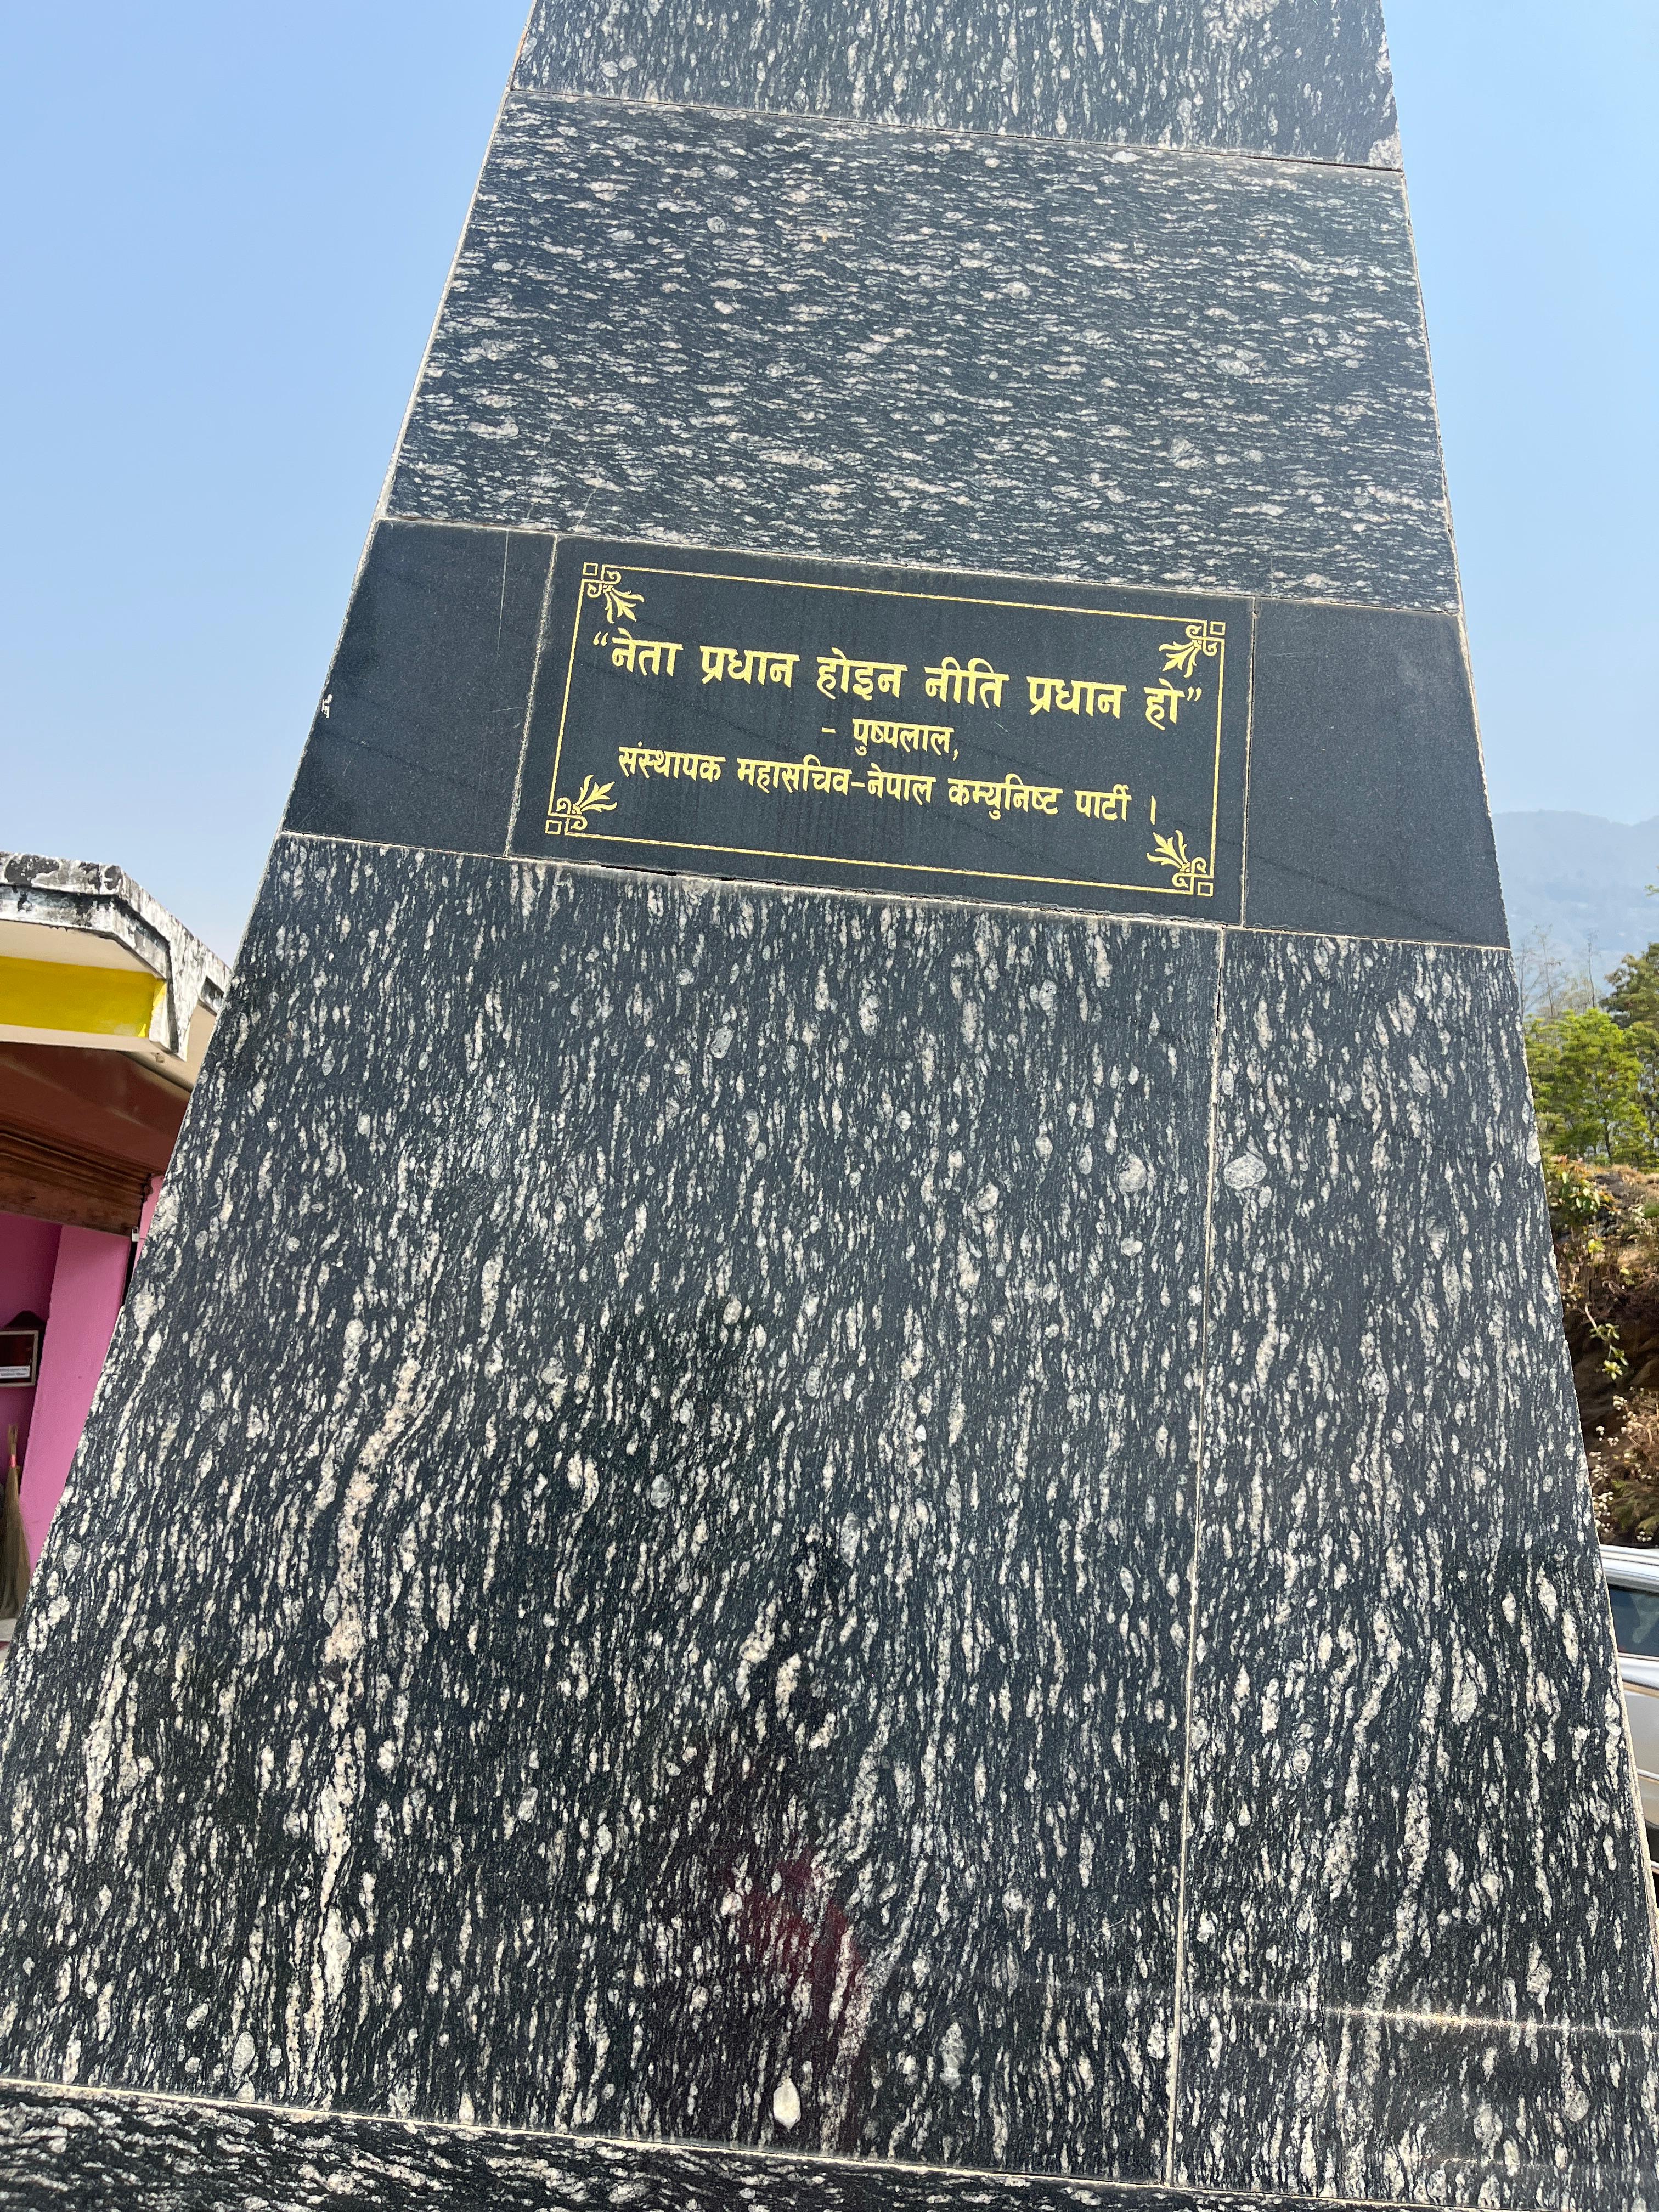 “नेता प्रधान होइन नीति प्रधान हो”
- पुष्पलाल,
संस्थापक महासचिव-नेपाल कम्युनिष्ट पार्टी ।